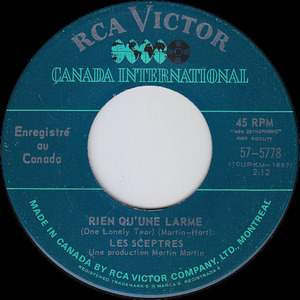 RCA VICTOR
CANADA INTERNATIONAL
Enregistré
au
Canada
45 RPM
"NEW ORTHOPHONIC"
HIGH FIDELITY
57-5778
2:12
RIEN QU'UNE LARME
(One Lonely Tear) (Martin-Hart)
LES SCEPTRES
Une production Martin Martin
MADE IN CANADA BY RCA VICTOR COMPANY, LTD., MONTREAL
REGISTERED TRADEMARK